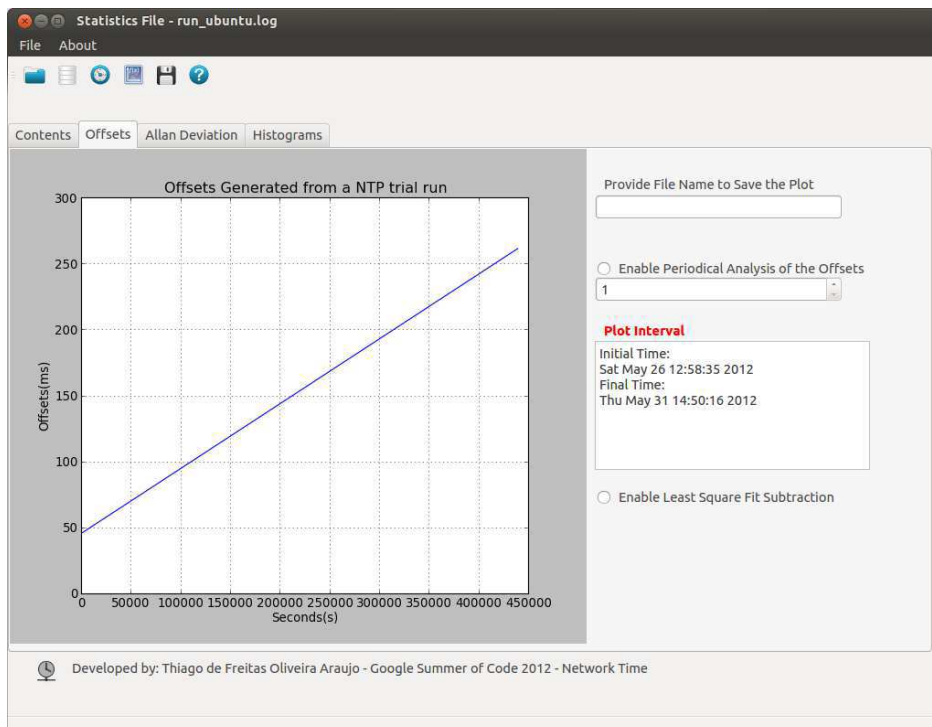 Statistics File - run_ubuntu.log
File About
Contents Offsets Allan Deviation Histograms
Offsets Generated from a NTP trial run
300
250
200
150
100
50
0
Offsets(ms)
0 50000 100000 150000 200000 250000 300000 350000 400000 450000
Seconds(s)
Provide File Name to Save the Plot
Enable Periodical Analysis of the Offsets
1
Plot Interval
Initial Time:
Sat May 26 12:58:35 2012
Final Time:
Thu May 31 14:50:16 2012
Enable Least Square Fit Subtraction
Developed by: Thiago de Freitas Oliveira Araujo - Google Summer of Code 2012 - Network Time